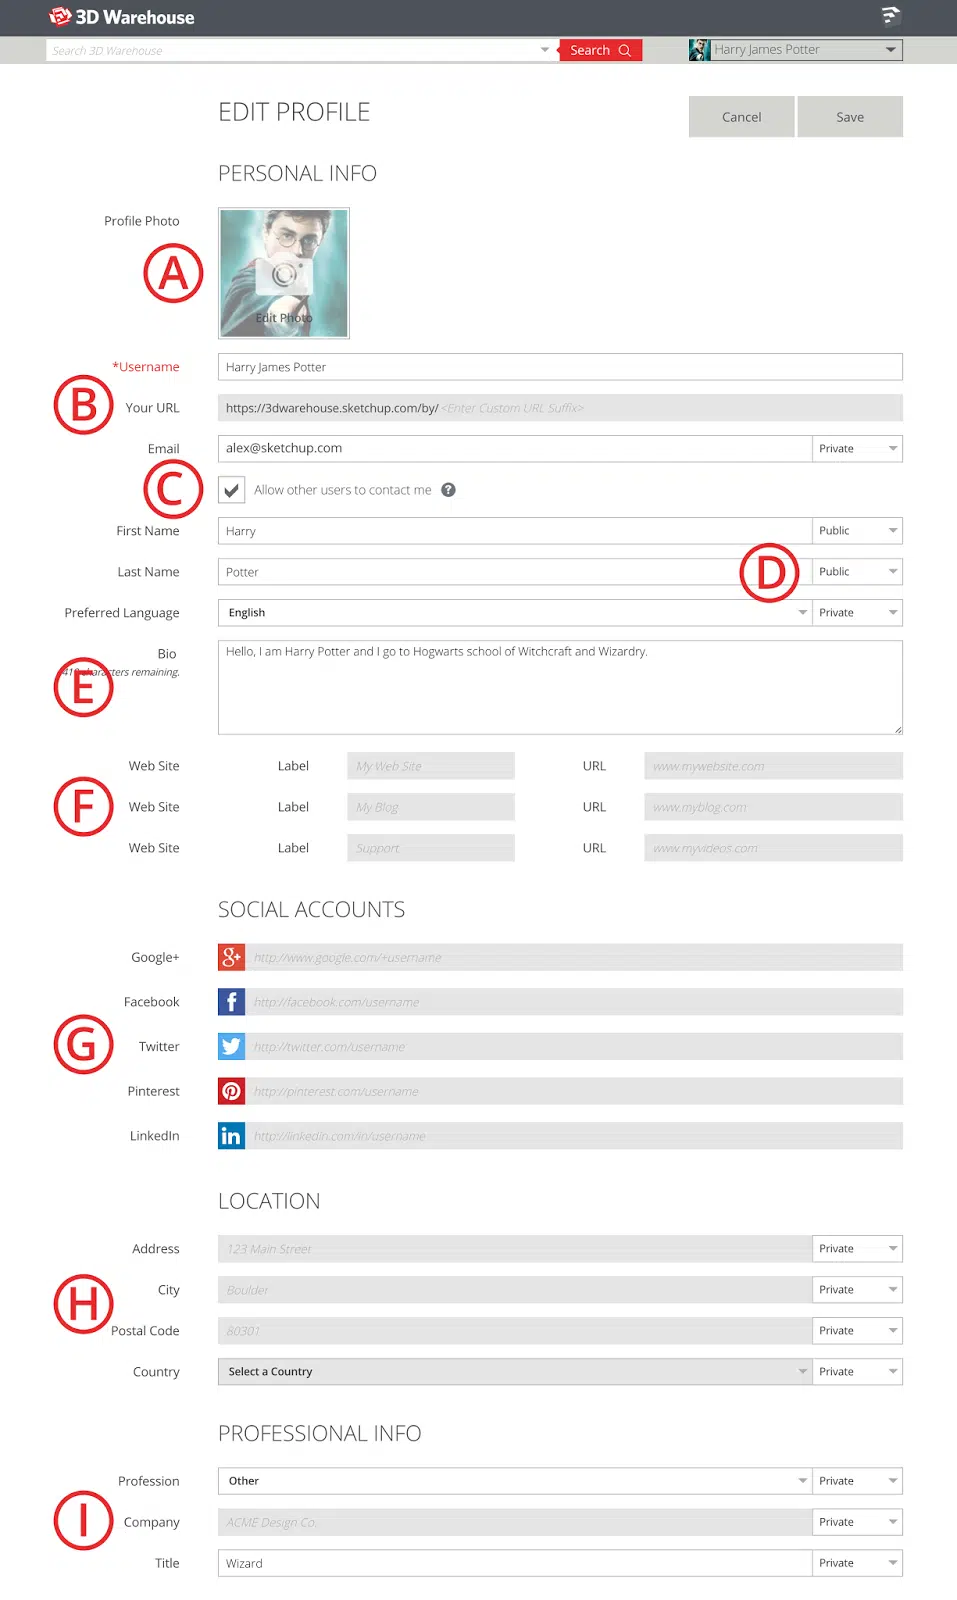 3D Warehouse
Search 3D Warehouse
Search
Harry James Potter
EDIT PROFILE
Cancel
Save
PERSONAL INFO
Profile Photo
A
Edit Photo
*Username
Harry James Potter
B
Your URL
https://3dwarehouse.sketchup.com/by/ <Enter Custom URL Suffix>
Email
alex@sketchup.com
Private
C
Allow other users to contact me ?
First Name
Harry
Public
Last Name
Potter
D
Public
Preferred Language
English
Private
Bio
characters remaining.
E
Hello, I am Harry Potter and I go to Hogwarts school of Witchcraft and Wizardry.
Web Site Label My Web Site URL www.mywebsite.com
F
Web Site Label My Blog URL www.myblog.com
Web Site Label Support URL www.myvideos.com
SOCIAL ACCOUNTS
Google+ g+ http://www.google.com/+username
Facebook f http://facebook.com/username
G
Twitter http://twitter.com/username
Pinterest http://pinterest.com/username
LinkedIn in http://linkedin.com/in/username
LOCATION
Address 123 Main Street Private
City Boulder Private
H
Postal Code 80301 Private
Country Select a Country Private
PROFESSIONAL INFO
Profession Other Private
I
Company ACME Design Co. Private
Title Wizard Private